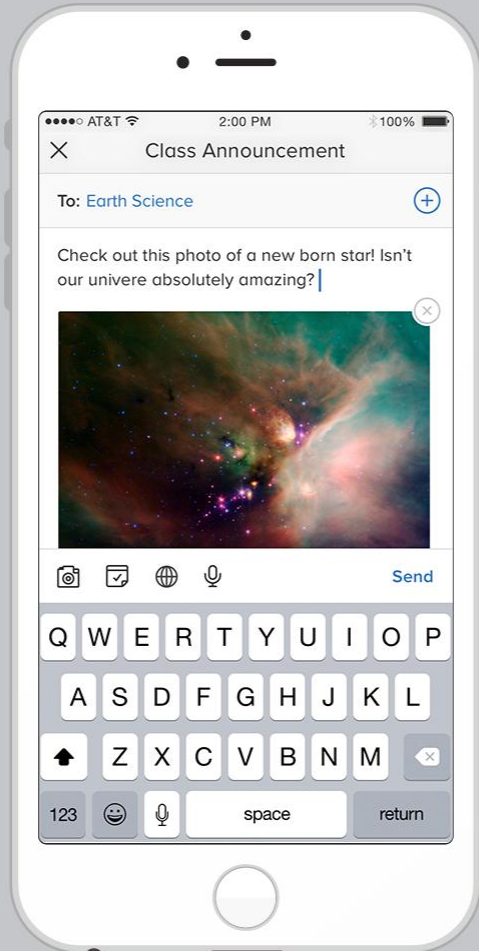 AT&T 2:00 PM 100%
Class Announcement
To: Earth Science
Check out this photo of a new born star! Isn't
our univere absolutely amazing?
Send
Q W E R T Y U I O P
A S D F G H J K L
Z X C V B N M
123 space return